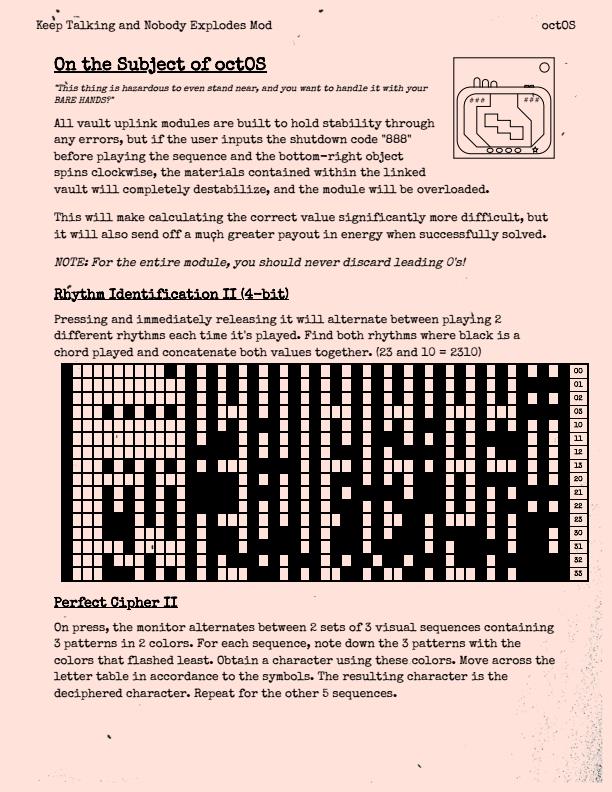 Keep Talking and Nobody Explodes Mod
octOS
On the Subject of octOS
"This thing is hazardous to even stand near, and you want to handle it with your
BARE HANDS?"
All vault uplink modules are built to hold stability through
any errors, but if the user inputs the shutdown code "888"
before playing the sequence and the bottom-right object
spins clockwise, the materials contained within the linked
vault will completely destabilize, and the module will be overloaded.
### ###
This will make calculating the correct value significantly more difficult, but
it will also send off a much greater payout in energy when successfully solved.
NOTE: For the entire module, you should never discard leading 0's!
Rhythm Identification II (4-bit)
Pressing and immediately releasing it will alternate between playing 2
different rhythms each time it's played. Find both rhythms where black is a
chord played and concatenate both values together. (23 and 10 = 2310)
00
01
02
03
10
11
12
13
20
21
22
23
30
31
32
33
Perfect Cipher II
On press, the monitor alternates between 2 sets of 3 visual sequences containing
3 patterns in 2 colors. For each sequence, note down the 3 patterns with the
colors that flashed least. Obtain a character using these colors. Move across the
letter table in accordance to the symbols. The resulting character is the
deciphered character. Repeat for the other 5 sequences.